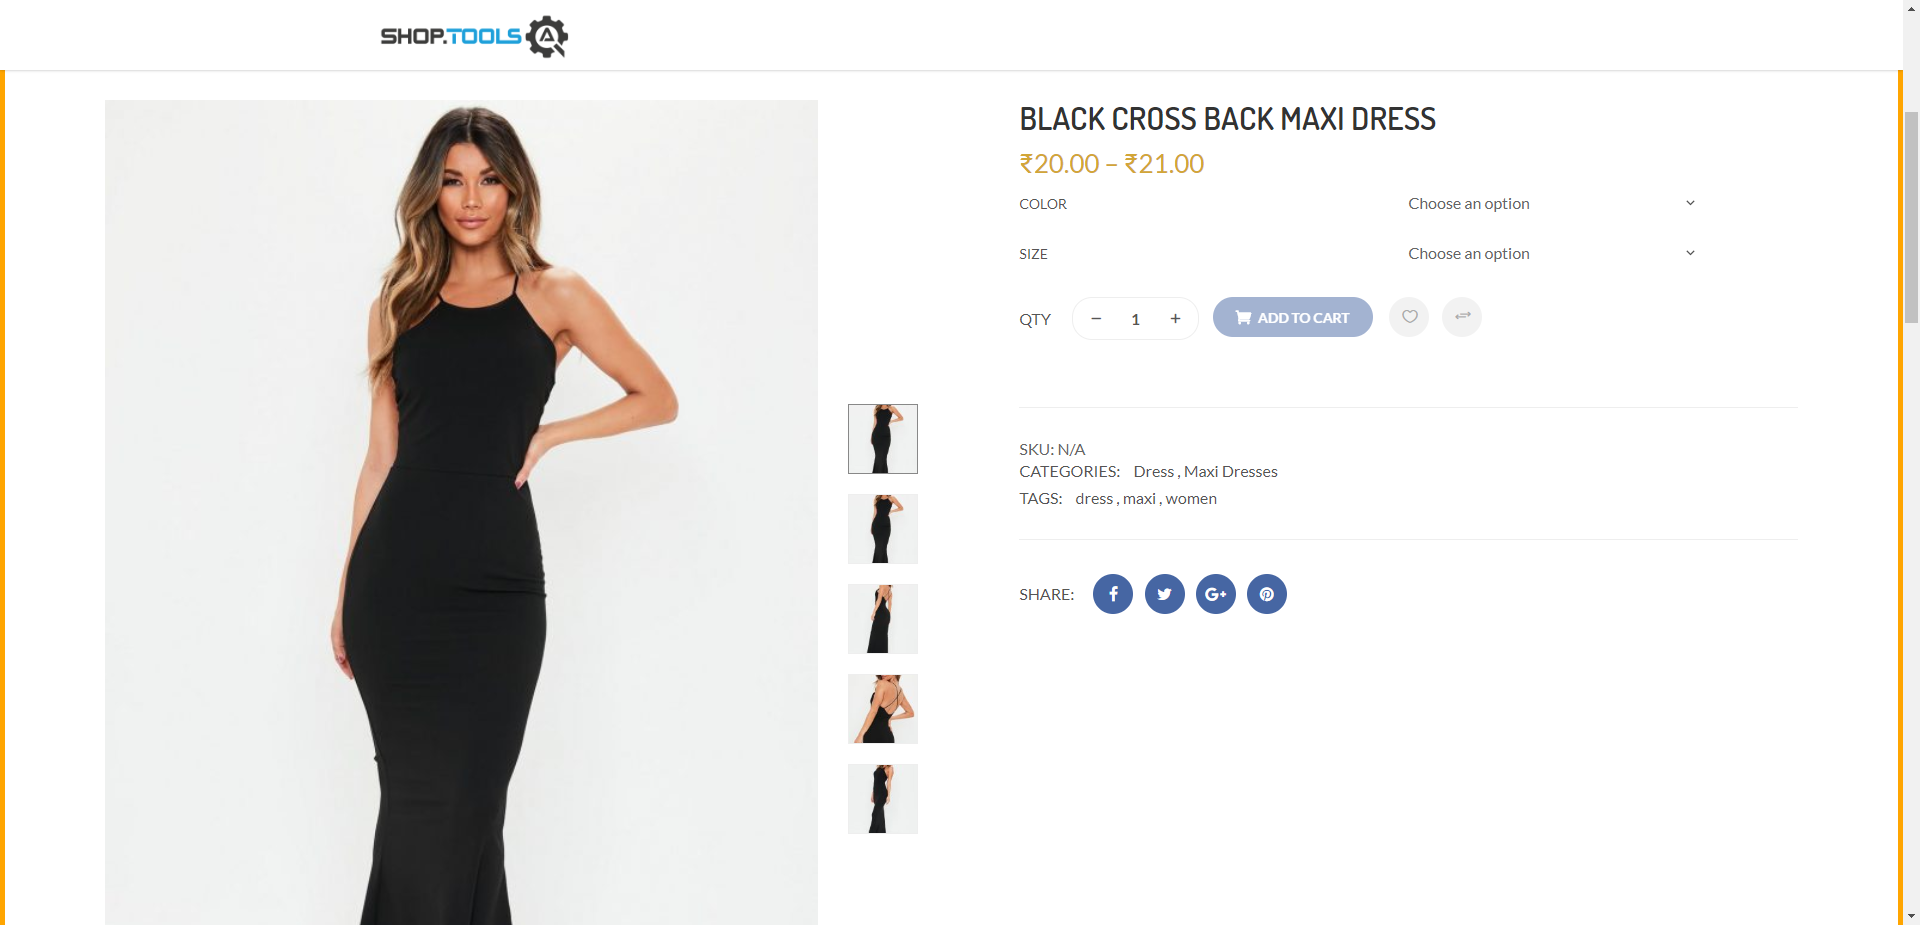 SHOP.TOOLS
BLACK CROSS BACK MAXI DRESS
₹20.00 – ₹21.00
COLOR Choose an option
SIZE Choose an option
QTY − 1 + ADD TO CART
SKU: N/A
CATEGORIES: Dress , Maxi Dresses
TAGS: dress , maxi , women
SHARE: